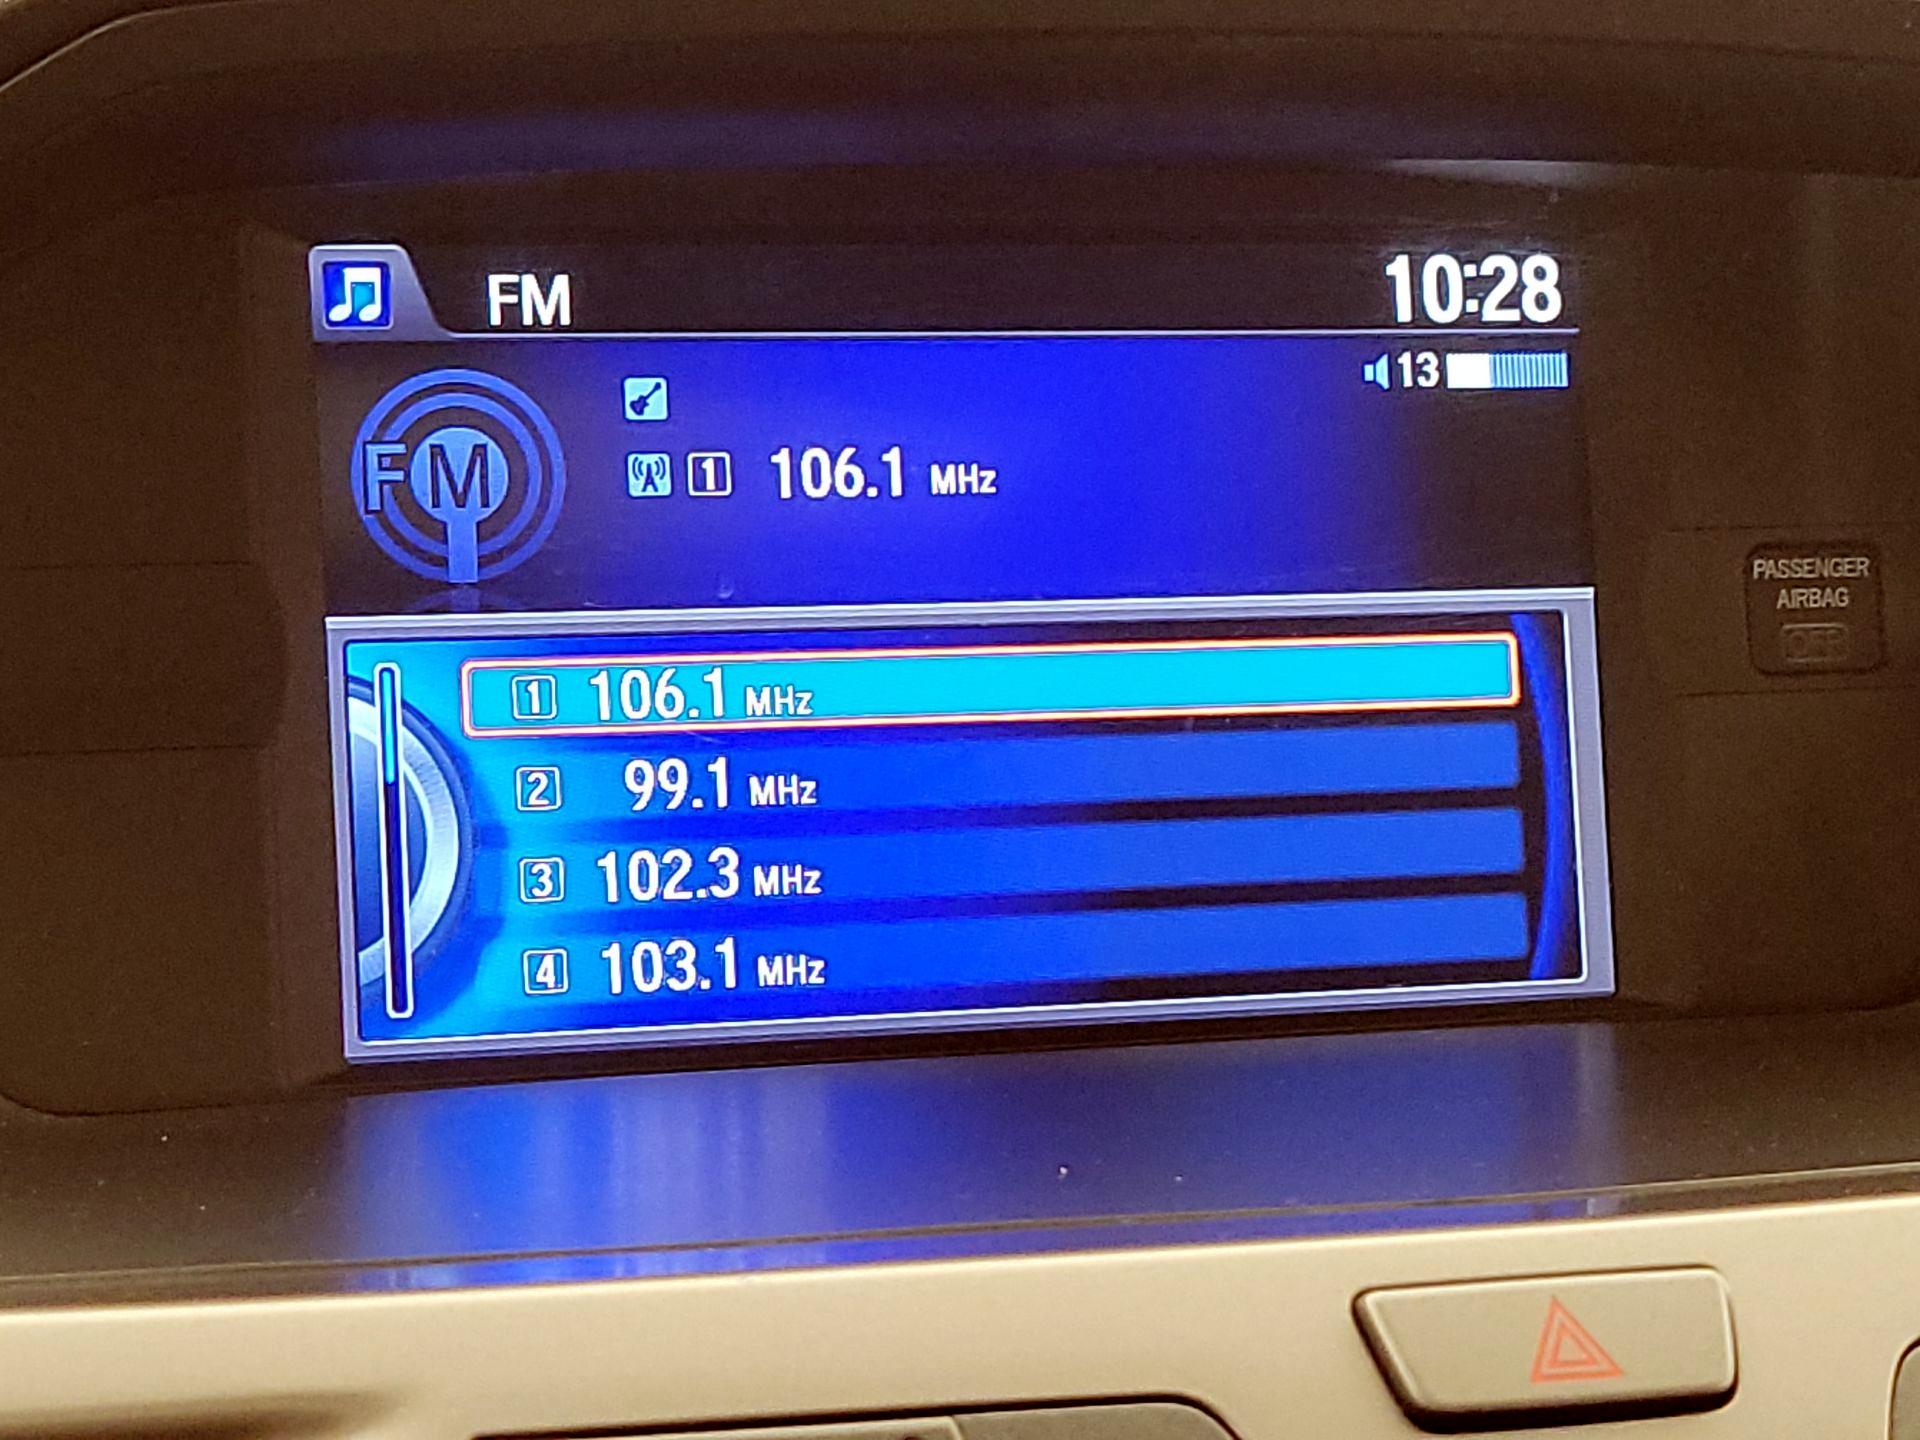 FM 10:28
13
FM
1 106.1 MHz
PASSENGER
AIRBAG
OFF
1 106.1 MHz
2 99.1 MHz
3 102.3 MHz
4 103.1 MHz